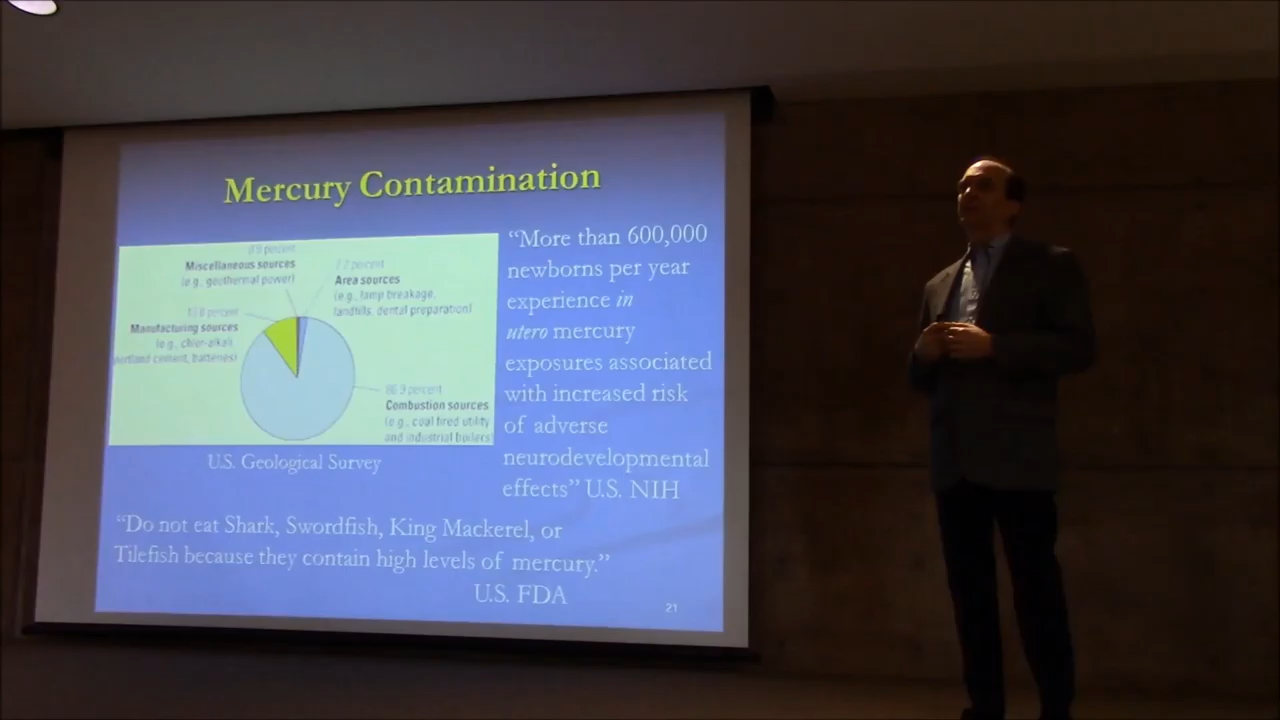 Mercury Contamination
percent
Miscellaneous sources
(e.g., geothermal power)
percent
Area sources
(e.g., lamp breakage,
landfills, dental preparation)
percent
Manufacturing sources
(e.g., chlor-alkali,
portland cement, batteries)
86.9 percent
Combustion sources
(e.g., coal fired utility
and industrial boilers)
U.S. Geological Survey
“More than 600,000
newborns per year
experience in
utero mercury
exposures associated
with increased risk
of adverse
neurodevelopmental
effects” U.S. NIH
“Do not eat Shark, Swordfish, King Mackerel, or
Tilefish because they contain high levels of mercury.”
U.S. FDA
21